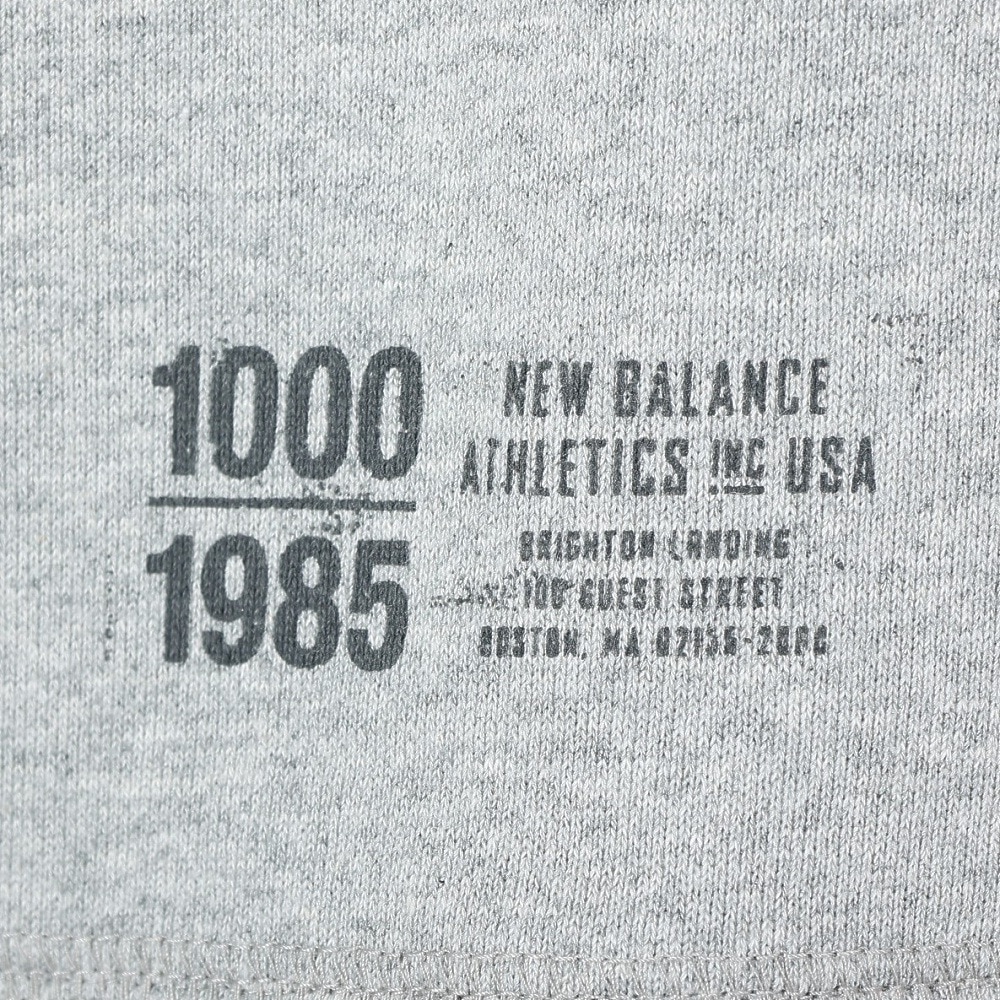 1000
1985
NEW BALANCE
ATHLETICS INC USA
BRIGHTON LANDING
100 GUEST STREET
BOSTON, MA